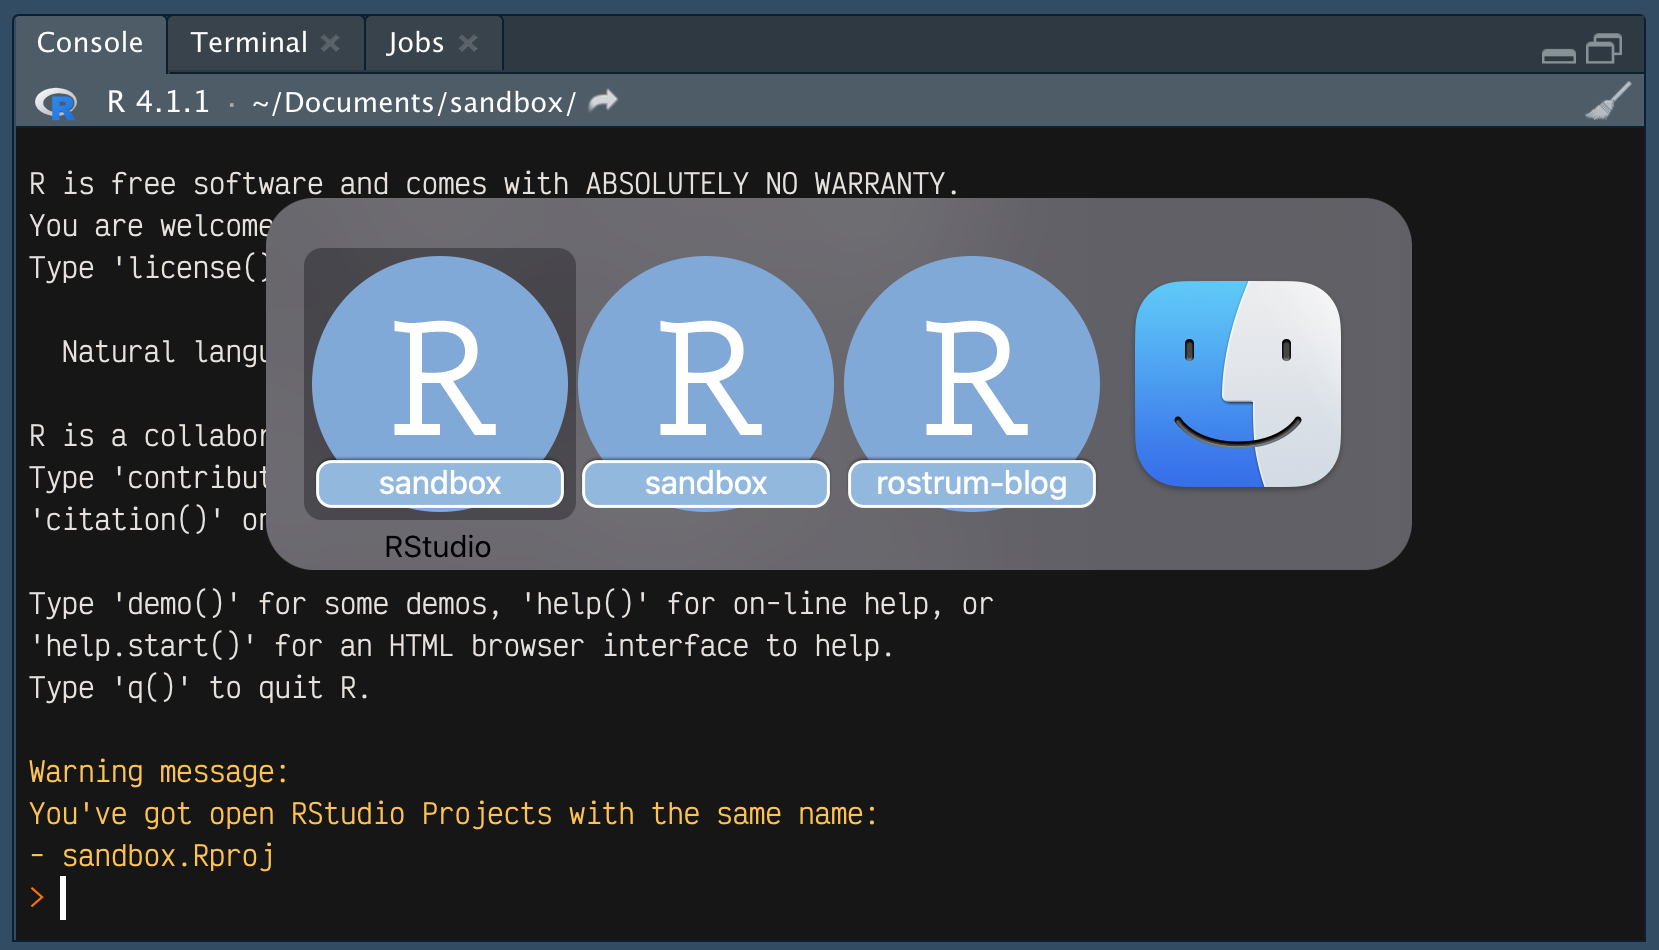 Console Terminal Jobs
R R 4.1.1 · ~/Documents/sandbox/
R is free software and comes with ABSOLUTELY NO WARRANTY.
You are welcome
Type 'license()
Natural langu
R is a collabor
Type 'contribut
'citation()' on
R R R
sandbox sandbox rostrum-blog
RStudio
Type 'demo()' for some demos, 'help()' for on-line help, or
'help.start()' for an HTML browser interface to help.
Type 'q()' to quit R.
Warning message:
You've got open RStudio Projects with the same name:
- sandbox.Rproj
>